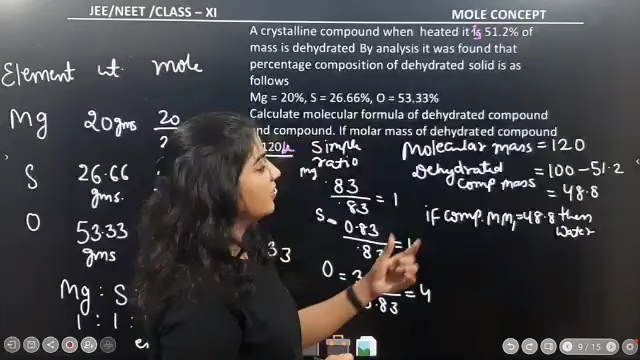 JEE/NEET /CLASS – XI
MOLE CONCEPT
A crystalline compound when heated it is 51.2% of
mass is dehydrated By analysis it was found that
percentage composition of dehydrated solid is as
follows
Mg = 20%, S = 26.66%, O = 53.33%
Calculate molecular formula of dehydrated compound
and compound. If molar mass of dehydrated compound
120
Element wt. mole
Mg 20gms 20
S 26.66 gms.
O 53.33 gms
Mg : S :
1 : 1 :
Simple ratio
Mg .83/.83 = 1
S = 0.83/.83 = 1
O = 3 .83 = 4
Molecular mass = 120
Dehydrated Comp mass = 100 - 51.2
= 48.8
if comp. MM, = 48.8 then
water
9 / 15